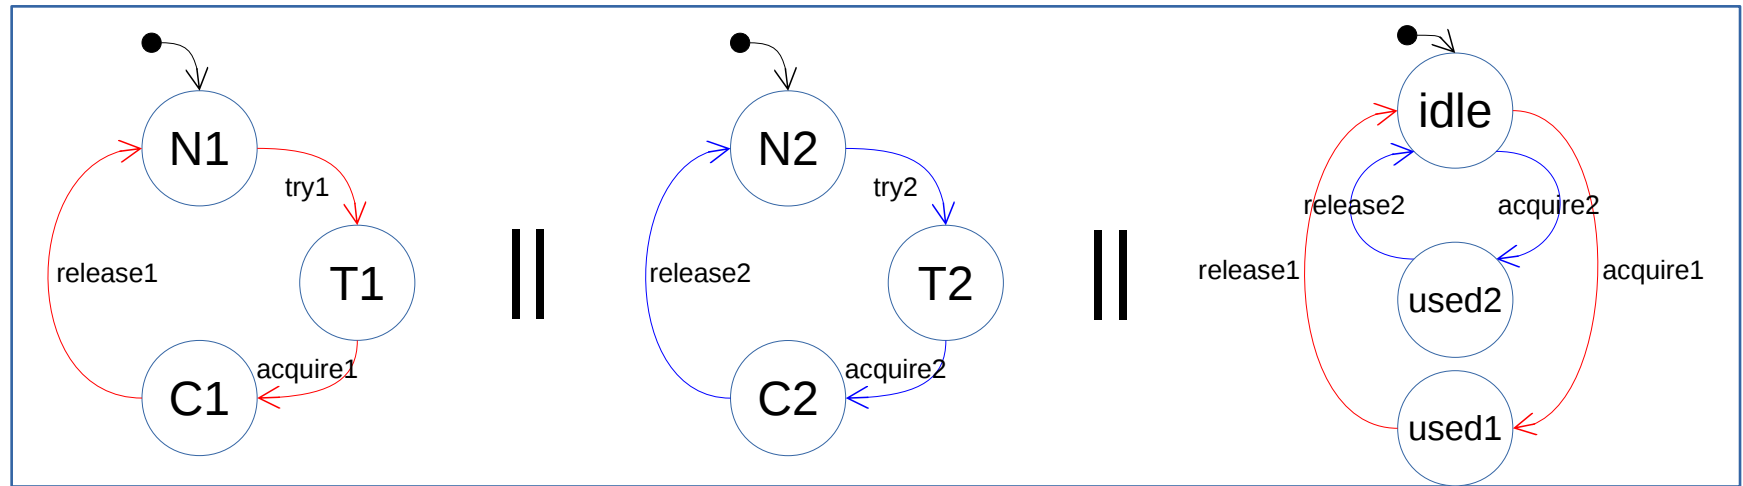 N1
try1
T1
release1
acquire1
C1
N2
try2
T2
release2
acquire2
C2
idle
release2
acquire2
release1
acquire1
used2
used1